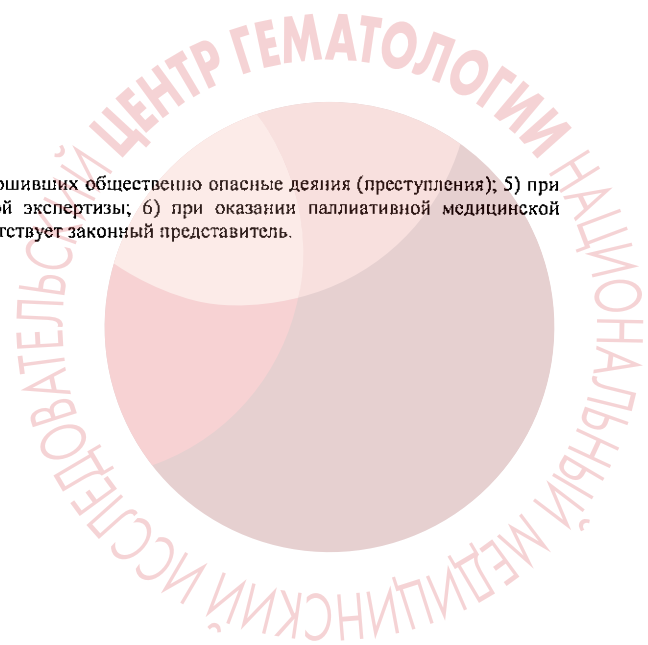 ршивших общественно опасные деяния (преступления); 5) при
й экспертизы; 6) при оказании паллиативной медицинской
тствует законный представитель.
НАЦИОНАЛЬНЫЙ МЕДИЦИНСКИЙ ИССЛЕДОВАТЕЛЬСКИЙ ЦЕНТР ГЕМАТОЛОГИИ